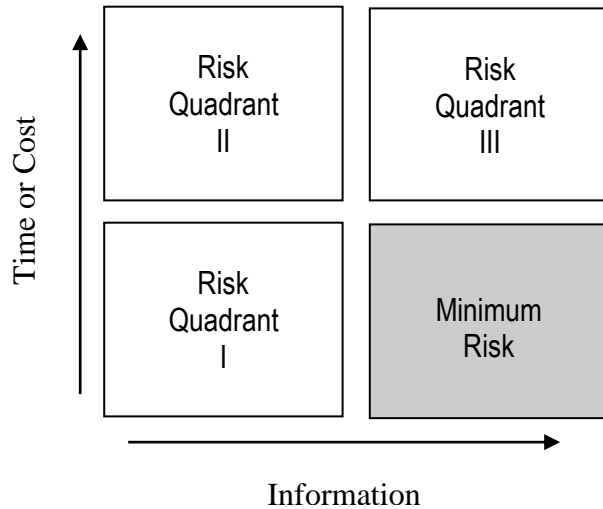 Risk
Quadrant
II
Risk
Quadrant
III
Time or Cost
Risk
Quadrant
I
Minimum
Risk
Information